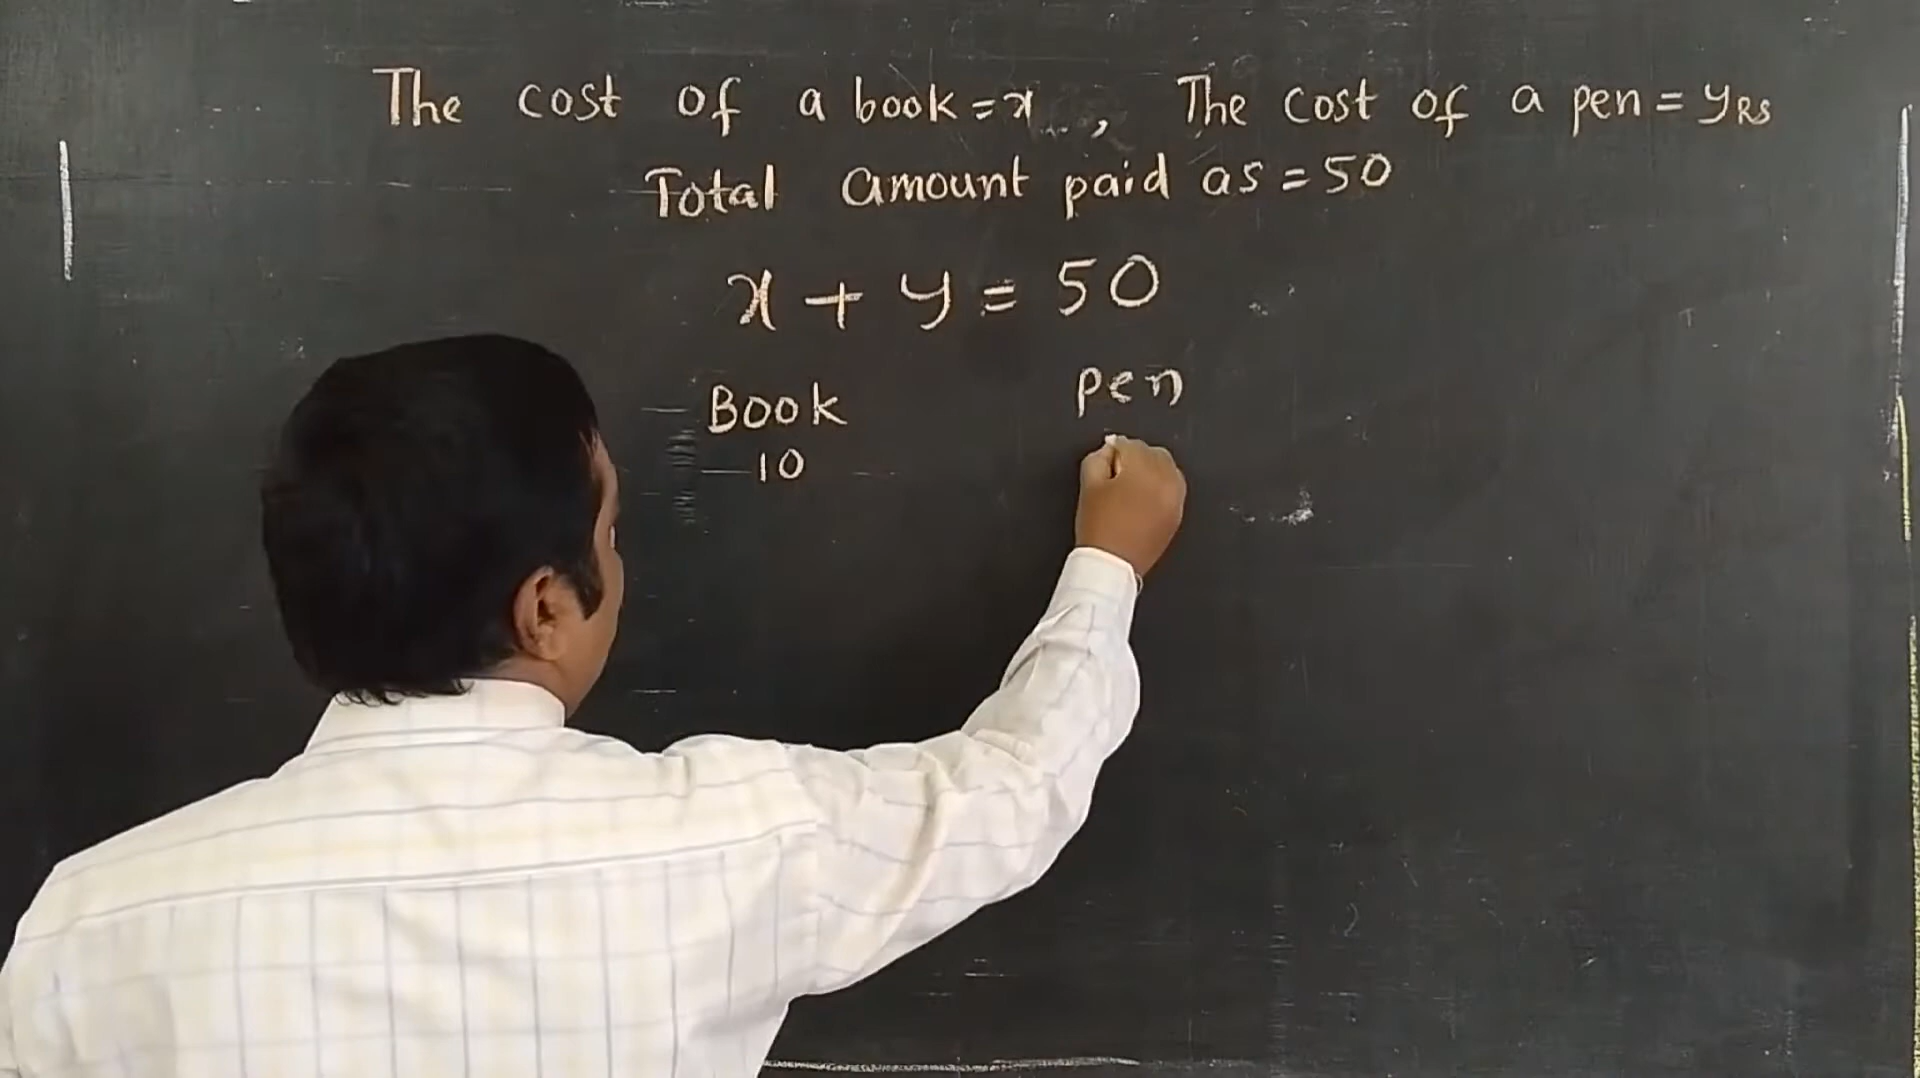 The cost of a book = x , The cost of a pen = y Rs
Total amount paid as = 50
x + y = 50
Book pen
10